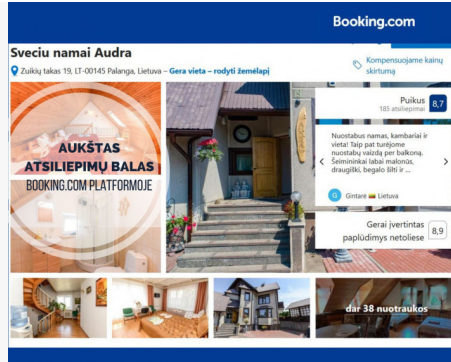 Booking.com
Sveciu namai Audra
Zuikių takas 19, LT-00145 Palanga, Lietuva – Gera vieta – rodyti žemėlapį
Kompensuojame kainų
skirtumą
AUKŠTAS
ATSILIEPIMŲ BALAS
BOOKING.COM PLATFORMOJE
Puikus
185 atsiliepimai
8,7
Nuostabus namas, kambariai ir
vieta! Taip pat turėjome
nuostabų vaizdą per balkoną.
Šeimininkai labai malonūs,
draugiški, begalo šilti ir ...
G Gintarė Lietuva
Gerai įvertintas
paplūdimys netoliese
8,9
dar 38 nuotraukos